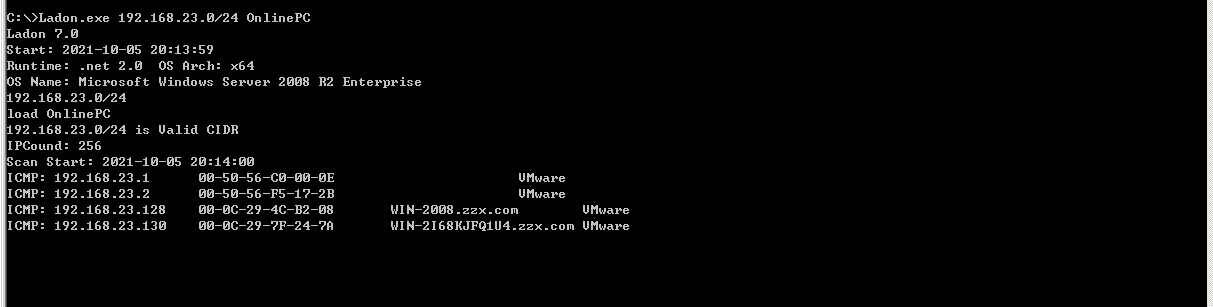 C:\>Ladon.exe 192.168.23.0/24 OnlinePC
Ladon 7.0
Start: 2021-10-05 20:13:59
Runtime: .net 2.0  OS Arch: x64
OS Name: Microsoft Windows Server 2008 R2 Enterprise
192.168.23.0/24
load OnlinePC
192.168.23.0/24 is Valid CIDR
IPCound: 256
Scan Start: 2021-10-05 20:14:00
ICMP: 192.168.23.1      00-50-56-C0-00-0E                       VMware
ICMP: 192.168.23.2      00-50-56-F5-17-2B                       VMware
ICMP: 192.168.23.128    00-0C-29-4C-B2-08       WIN-2008.zzx.com        VMware
ICMP: 192.168.23.130    00-0C-29-7F-24-7A       WIN-2I68KJFQ1U4.zzx.com VMware